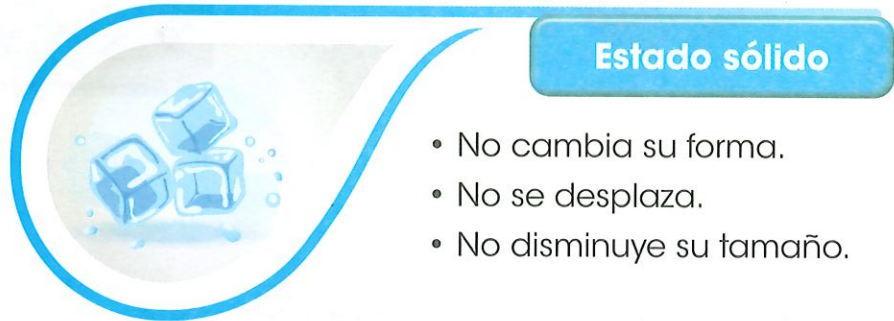 Estado sólido
• No cambia su forma.
• No se desplaza.
• No disminuye su tamaño.